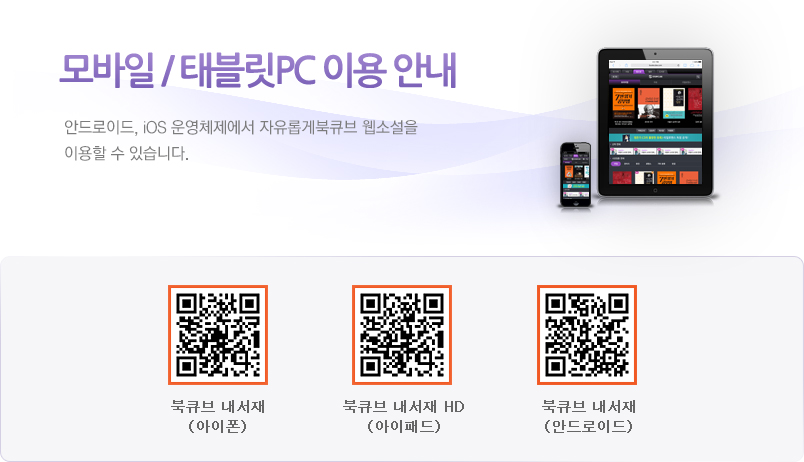 모바일 / 태블릿PC 이용 안내
안드로이드, iOS 운영체제에서 자유롭게북큐브 웹소설을
이용할 수 있습니다.
북큐브 내서재
(아이폰)
북큐브 내서재 HD
(아이패드)
북큐브 내서재
(안드로이드)